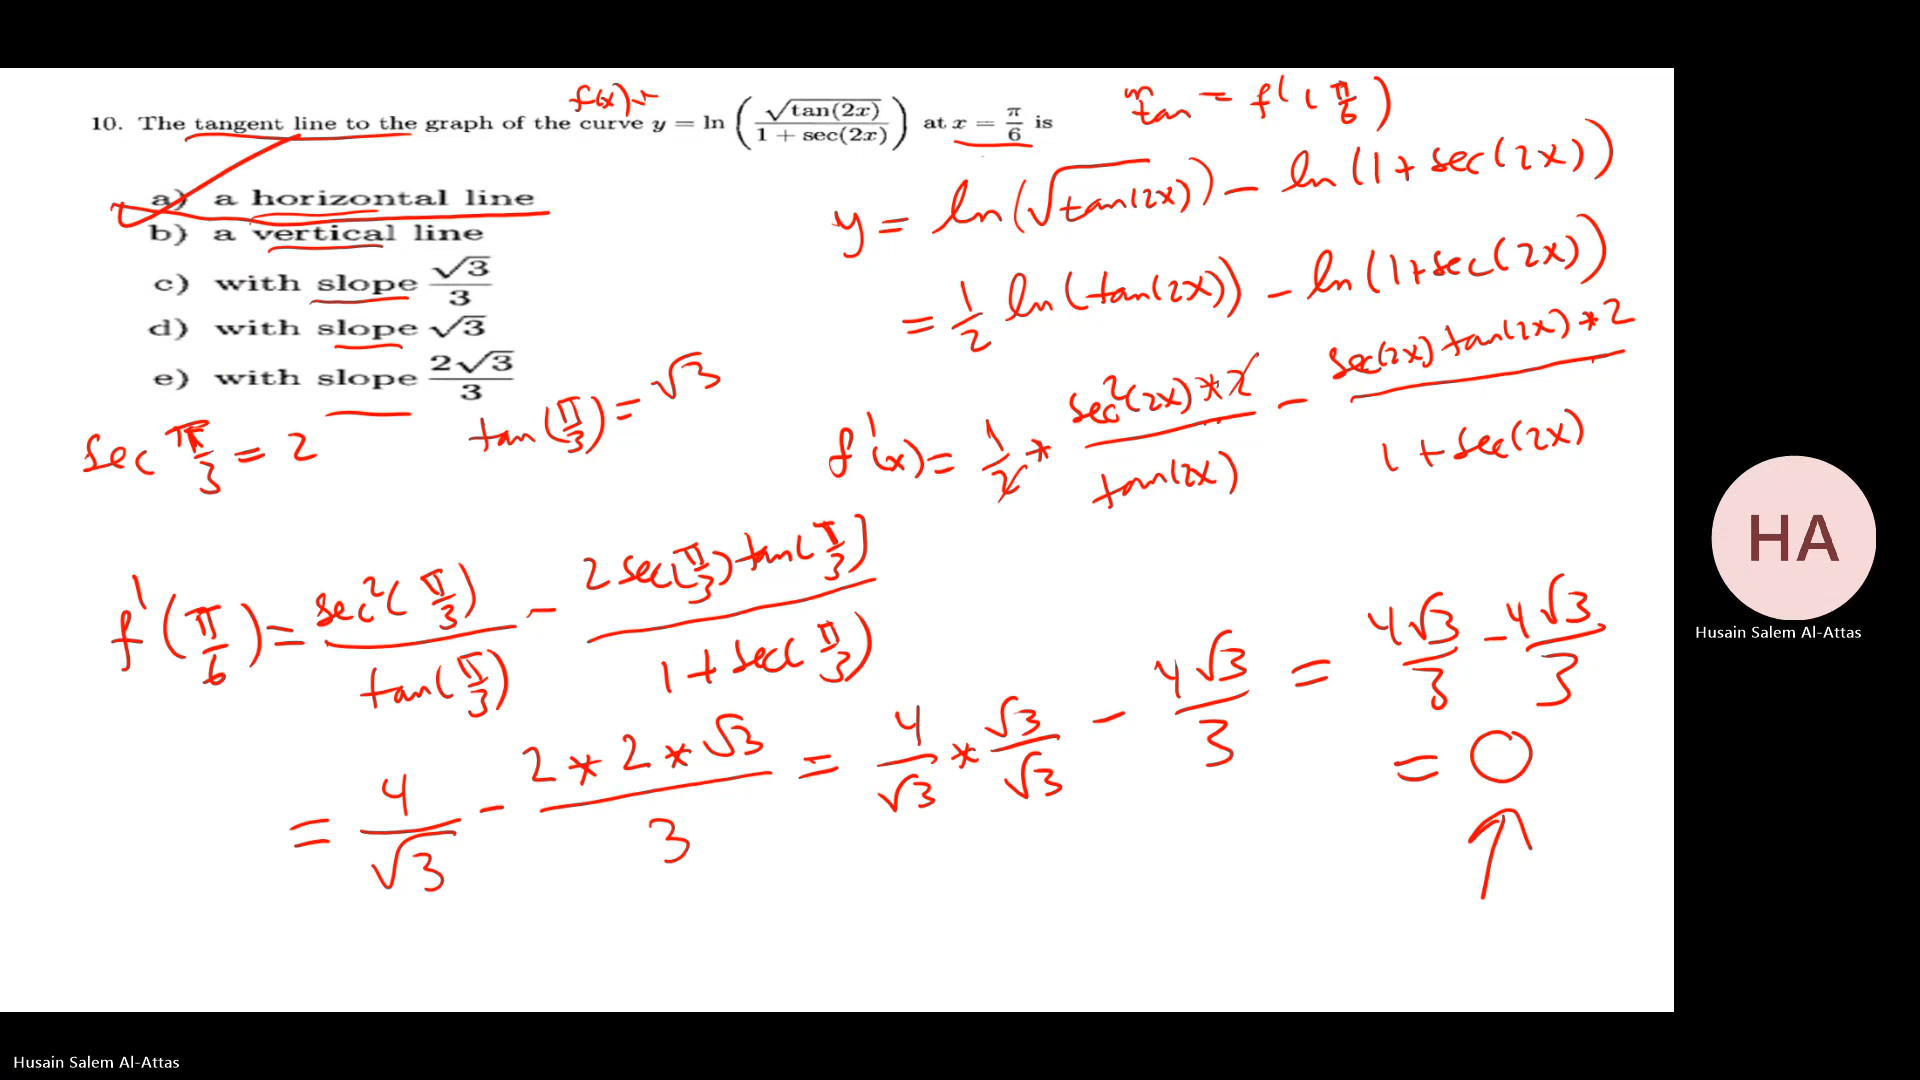 f(x)
10. The tangent line to the graph of the curve y = ln ( √tan(2x) / 1 + sec(2x) ) at x = π/6 is
m tan = f'(π/6)
a) a horizontal line
b) a vertical line
c) with slope √3/3
d) with slope √3
e) with slope 2√3/3
y = ln(√tan(2x)) − ln(1 + sec(2x))
= 1/2 ln(tan(2x)) − ln(1 + sec(2x))
sec π/3 = 2
tan(π/3) = √3
f'(x) = 1/2 * sec²(2x) * 2 / tan(2x) − sec(2x) tan(2x) * 2 / 1 + sec(2x)
f'(π/6) = sec²(π/3) / tan(π/3) − 2 sec(π/3) tan(π/3) / 1 + sec(π/3)
= 4/√3 − 2 * 2 * √3 / 3 = 4/√3 * √3/√3 − 4√3/3 = 4√3/3 − 4√3/3
= 0
HA
Husain Salem Al-Attas
Husain Salem Al-Attas